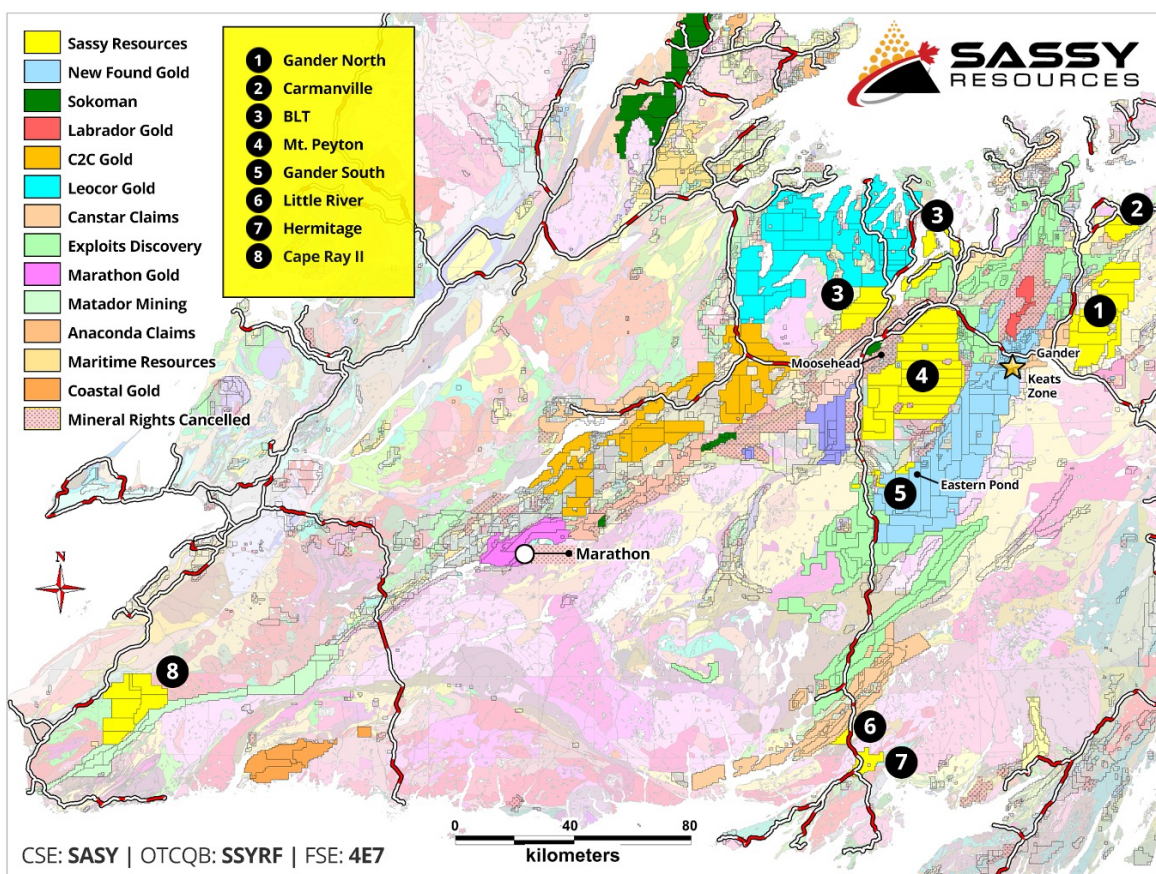 Sassy Resources
New Found Gold
Sokoman
Labrador Gold
C2C Gold
Leocor Gold
Canstar Claims
Exploits Discovery
Marathon Gold
Matador Mining
Anaconda Claims
Maritime Resources
Coastal Gold
Mineral Rights Cancelled
1 Gander North
2 Carmanville
3 BLT
4 Mt. Peyton
5 Gander South
6 Little River
7 Hermitage
8 Cape Ray II
SASSY
RESOURCES
2
3
3
1
Moosehead
Gander
Keats
Zone
4
Eastern Pond
5
Marathon
N
8
6
7
0 40 80
kilometers
CSE: SASY | OTCQB: SSYRF | FSE: 4E7